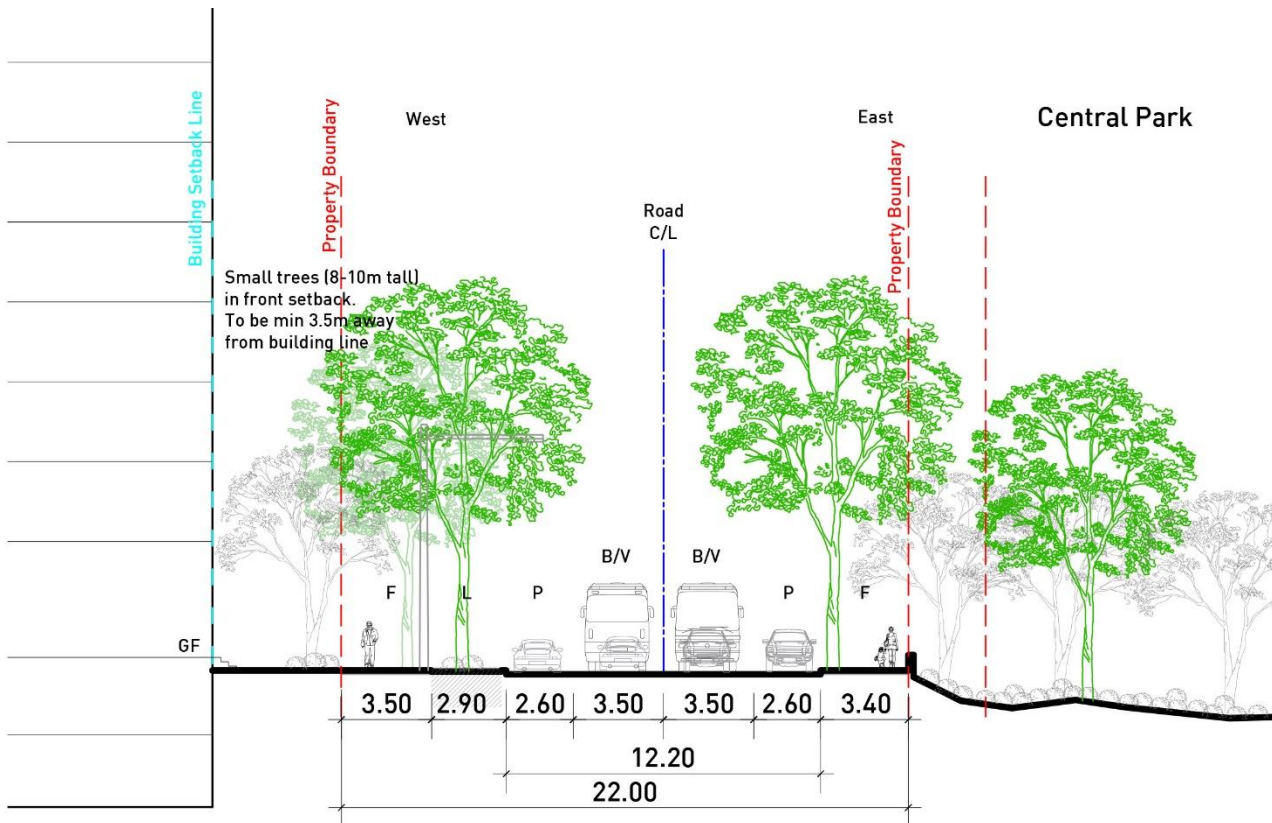 West
East
Central Park
Building Setback Line
Property Boundary
Road
C/L
Property Boundary
Small trees (8-10m tall)
in front setback.
To be min 3.5m away
from building line
B/V
B/V
F
L
P
P
F
GF
3.50
2.90
2.60
3.50
3.50
2.60
3.40
12.20
22.00